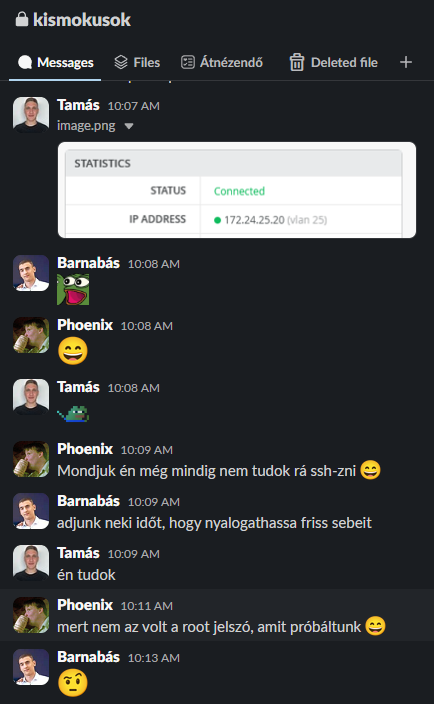 kismokusok
Messages Files Átnézendő Deleted file
Tamás 10:07 AM
image.png
STATISTICS
STATUS Connected
IP ADDRESS 172.24.25.20 (vlan 25)
Barnabás 10:08 AM
Phoenix 10:08 AM
Tamás 10:08 AM
Phoenix 10:09 AM
Mondjuk én még mindig nem tudok rá ssh-zni 😄
Barnabás 10:09 AM
adjunk neki időt, hogy nyalogathassa friss sebeit
Tamás 10:09 AM
én tudok
Phoenix 10:11 AM
mert nem az volt a root jelszó, amit próbáltunk 😄
Barnabás 10:13 AM